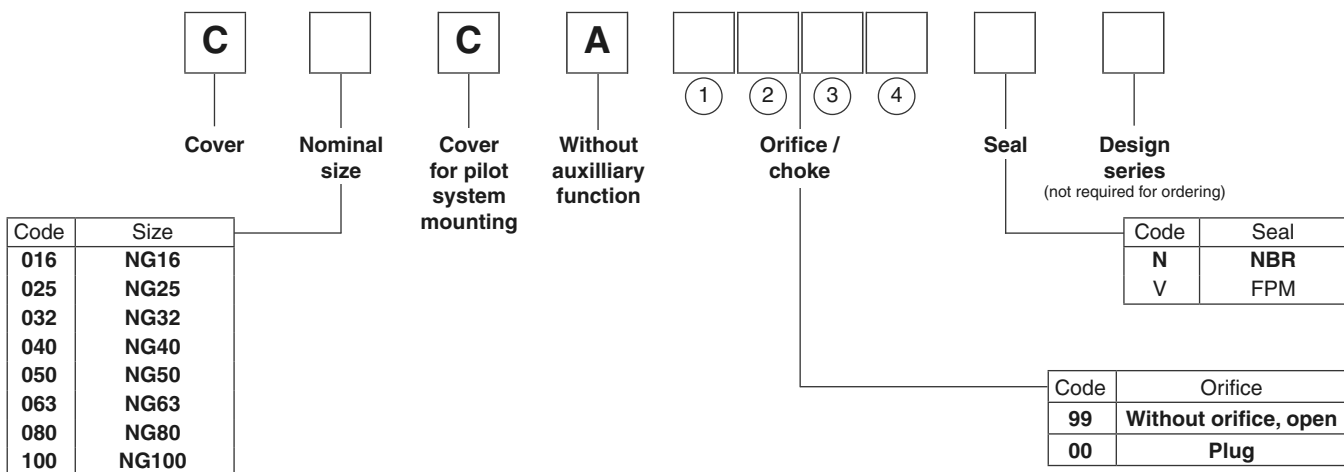 C C A
1 2 3 4
Cover Nominal Cover Without Orifice / Seal Design
size for pilot auxilliary choke series
system function (not required for ordering)
mounting
Code Size
016 NG16
025 NG25
032 NG32
040 NG40
050 NG50
063 NG63
080 NG80
100 NG100
Code Seal
N NBR
V FPM
Code Orifice
99 Without orifice, open
00 Plug